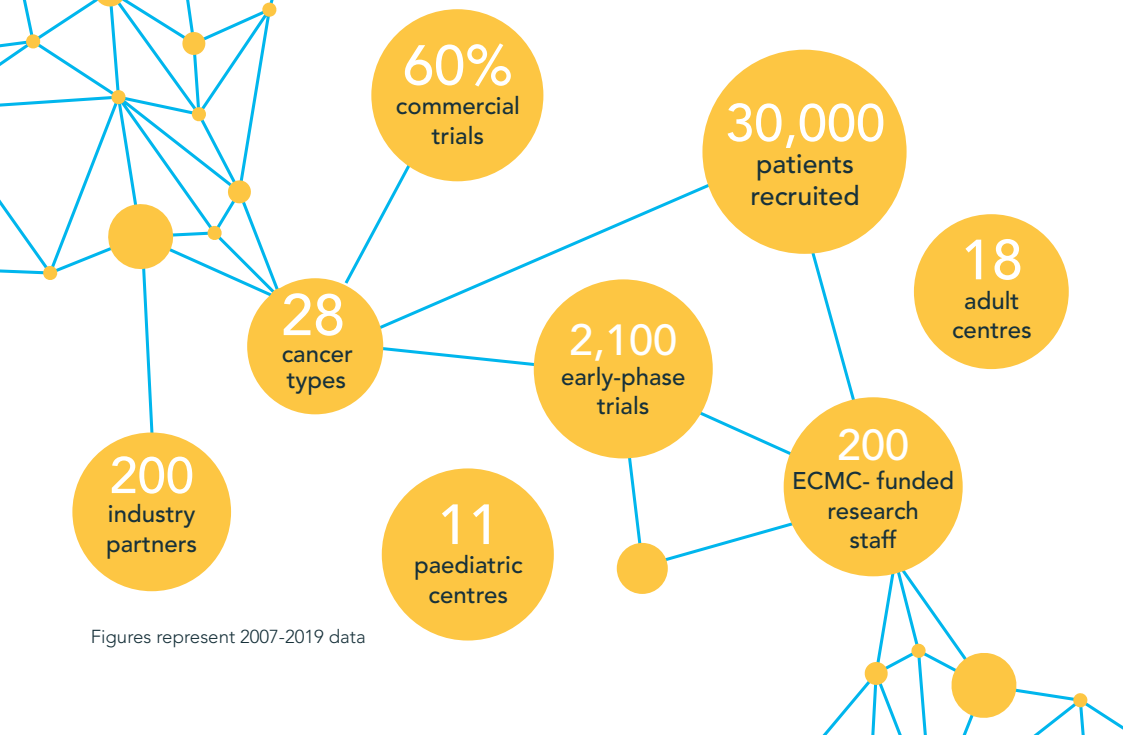 60%
commercial
trials
30,000
patients
recruited
18
adult
centres
28
cancer
types
2,100
early-phase
trials
200
ECMC- funded
research
staff
200
industry
partners
11
paediatric
centres
Figures represent 2007-2019 data